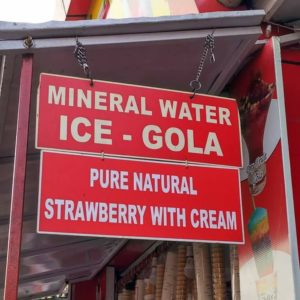 MINERAL WATER
ICE - GOLA
PURE NATURAL
STRAWBERRY WITH CREAM